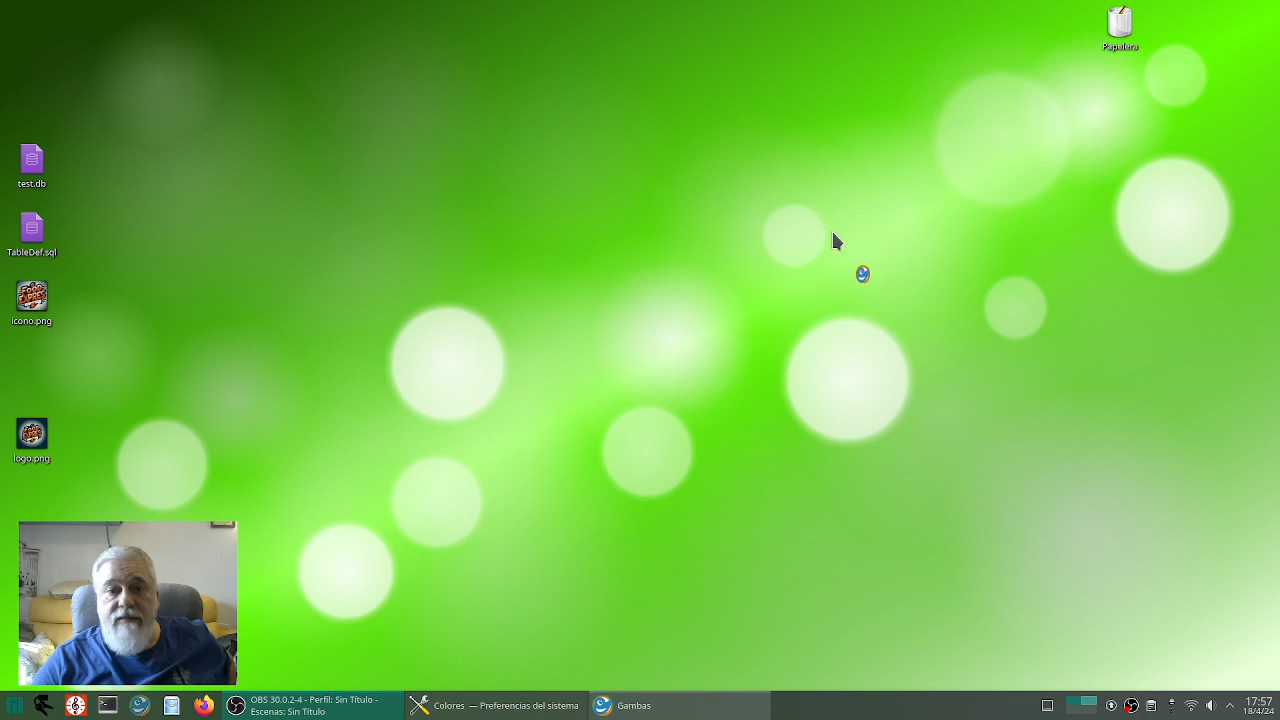 Papelera
test.db
TableDef.sql
icono.png
logo.png
OBS 30.0.2-4 - Perfil: Sin Título -
Escenas: Sin Título
Colores — Preferencias del sistema
Gambas
17:57
18/4/24